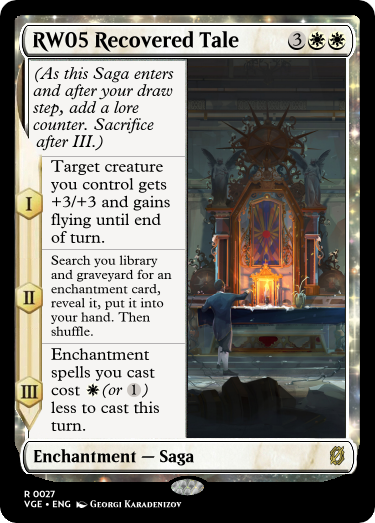 RW05 Recovered Tale 3
(As this Saga enters
and after your draw
step, add a lore
counter. Sacrifice
after III.)
I
Target creature
you control gets
+3/+3 and gains
flying until end
of turn.
II
Search you library
and graveyard for an
enchantment card,
reveal it, put it into
your hand. Then
shuffle.
III
Enchantment
spells you cast
cost (or 1)
less to cast this
turn.
Enchantment — Saga
R 0027
VGE • ENG Georgi Karadenizov